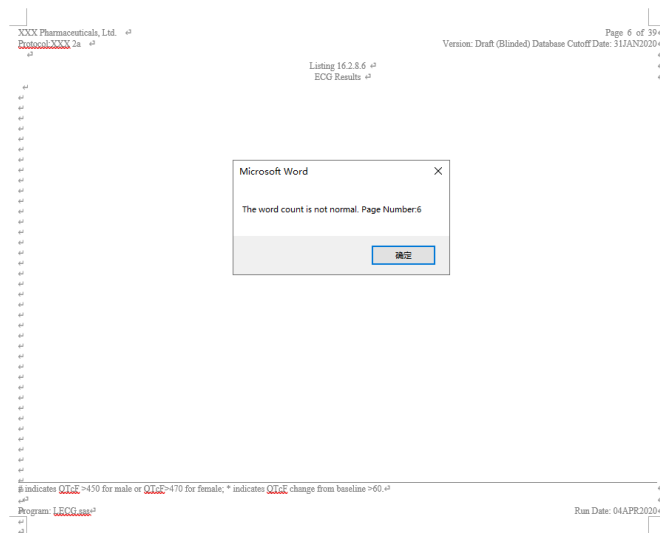 XXX Pharmaceuticals, Ltd.
Page 6 of 39
Protocol:XXX 2a
Version: Draft (Blinded) Database Cutoff Date: 31JAN2020
Listing 16.2.8.6
ECG Results
Microsoft Word
The word count is not normal. Page Number:6
确定
# indicates QTcF >450 for male or QTcF>470 for female; * indicates QTcF change from baseline >60.
Program: LECG.sas
Run Date: 04APR2020